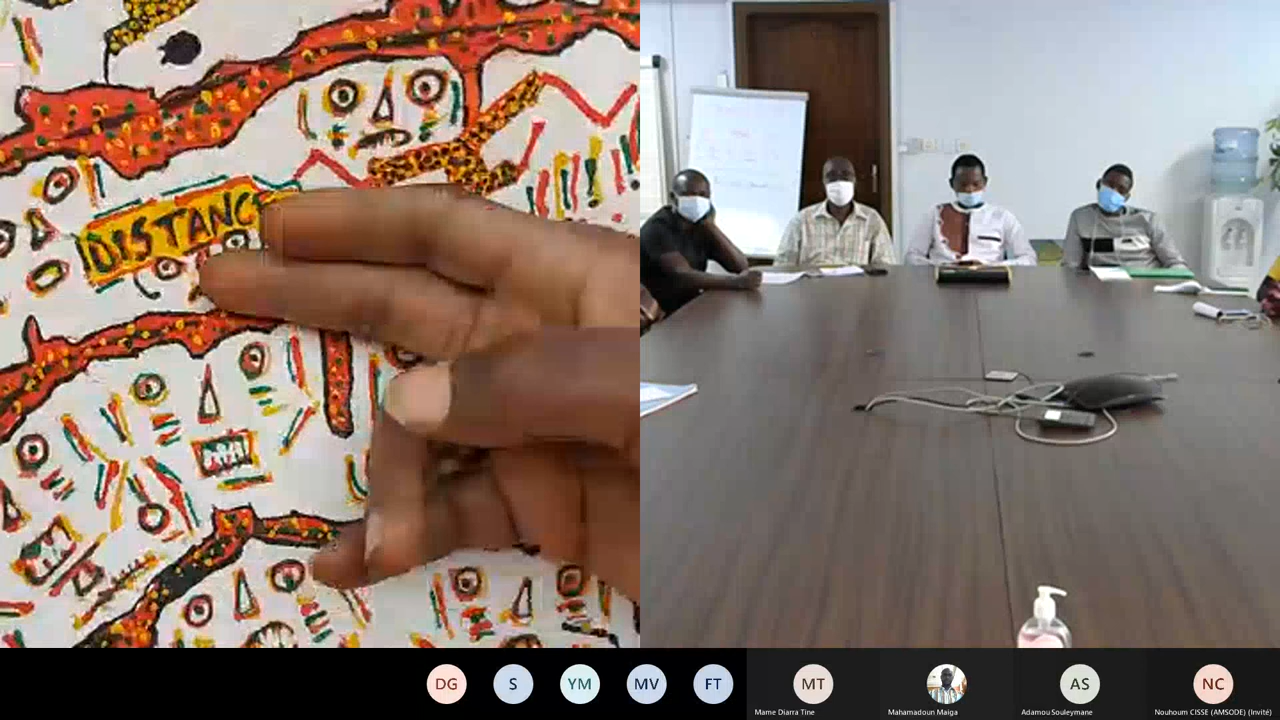 DISTANC
DG
S
YM
MV
FT
MT
AS
NC
Mame Diarra Tine
Mahamadoun Maiga
Adamou Souleymane
Nouhoum CISSE (AMSODE) (Invité)